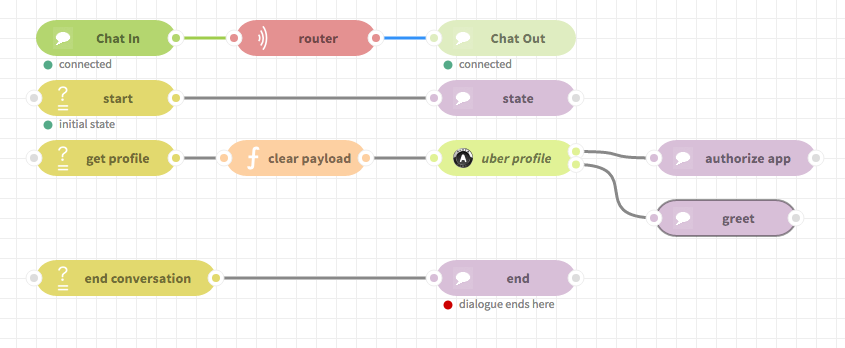 Chat In
router
Chat Out
connected
connected
start
state
initial state
get profile
clear payload
uber profile
authorize app
greet
end conversation
end
dialogue ends here